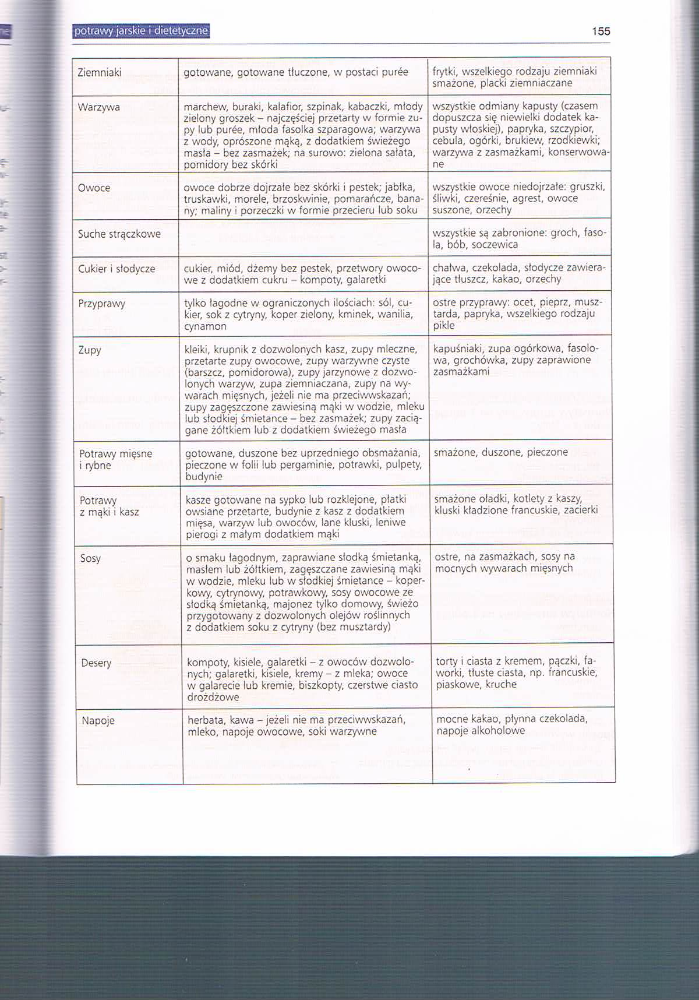 potrawy jarskie i dietetyczne
155
Ziemniaki
gotowane, gotowane tłuczone, w postaci purée
frytki, wszelkiego rodzaju ziemniaki
smażone, placki ziemniaczane
Warzywa
marchew, buraki, kalafior, szpinak, kabaczki, młody
zielony groszek – najczęściej przetarty w formie zu-
py lub purée, młoda fasolka szparagowa; warzywa
z wody, oprószone mąką, z dodatkiem świeżego
masła – bez zasmażek; na surowo: zielona sałata,
pomidory bez skórki
wszystkie odmiany kapusty (czasem
dopuszcza się niewielki dodatek ka-
pusty włoskiej), papryka, szczypior,
cebula, ogórki, brukiew, rzodkiewki;
warzywa z zasmażkami, konserwowa-
ne
Owoce
owoce dobrze dojrzałe bez skórki i pestek; jabłka,
truskawki, morele, brzoskwinie, pomarańcze, bana-
ny; maliny i porzeczki w formie przecieru lub soku
wszystkie owoce niedojrzałe: gruszki,
śliwki, czereśnie, agrest, owoce
suszone, orzechy
Suche strączkowe
wszystkie są zabronione: groch, faso-
la, bób, soczewica
Cukier i słodycze
cukier, miód, dżemy bez pestek, przetwory owoco-
we z dodatkiem cukru – kompoty, galaretki
chałwa, czekolada, słodycze zawiera-
jące tłuszcz, kakao, orzechy
Przyprawy
tylko łagodne w ograniczonych ilościach: sól, cu-
kier, sok z cytryny, koper zielony, kminek, wanilia,
cynamon
ostre przyprawy: ocet, pieprz, musz-
tarda, papryka, wszelkiego rodzaju
pikle
Zupy
kleiki, krupnik z dozwolonych kasz, zupy mleczne,
przetarte zupy owocowe, zupy warzywne czyste
(barszcz, pomidorowa), zupy jarzynowe z dozwo-
lonych warzyw, zupa ziemniaczana, zupy na wy-
warach mięsnych, jeżeli nie ma przeciwwskazań;
zupy zagęszczone zawiesiną mąki w wodzie, mleku
lub słodkiej śmietance – bez zasmażek; zupy zacią-
gane żółtkiem lub z dodatkiem świeżego masła
kapuśniaki, zupa ogórkowa, fasolo-
wa, grochówka, zupy zaprawione
zasmażkami
Potrawy mięsne
i rybne
gotowane, duszone bez uprzedniego obsmażania,
pieczone w folii lub pergaminie, potrawki, pulpety,
budynie
smażone, duszone, pieczone
Potrawy
z mąki i kasz
kasze gotowane na sypko lub rozklejone, płatki
owsiane przetarte, budynie z kasz z dodatkiem
mięsa, warzyw lub owoców, lane kluski, leniwe
pierogi z małym dodatkiem mąki
smażone oładki, kotlety z kaszy,
kluski kładzione francuskie, zacierki
Sosy
o smaku łagodnym, zaprawiane słodką śmietanką,
masłem lub żółtkiem, zagęszczane zawiesiną mąki
w wodzie, mleku lub w słodkiej śmietance – koper-
kowy, cytrynowy, potrawkowy, sosy owocowe ze
słodką śmietanką, majonez tylko domowy, świeżo
przygotowany z dozwolonych olejów roślinnych
z dodatkiem soku z cytryny (bez musztardy)
ostre, na zasmażkach, sosy na
mocnych wywarach mięsnych
Desery
kompoty, kisiele, galaretki – z owoców dozwolo-
nych; galaretki, kisiele, kremy – z mleka; owoce
w galarecie lub kremie, biszkopty, czerstwe ciasto
drożdżowe
torty i ciasta z kremem, pączki, fa-
worki, tłuste ciasta, np. francuskie,
piaskowe, kruche
Napoje
herbata, kawa – jeżeli nie ma przeciwwskazań,
mleko, napoje owocowe, soki warzywne
mocne kakao, płynna czekolada,
napoje alkoholowe